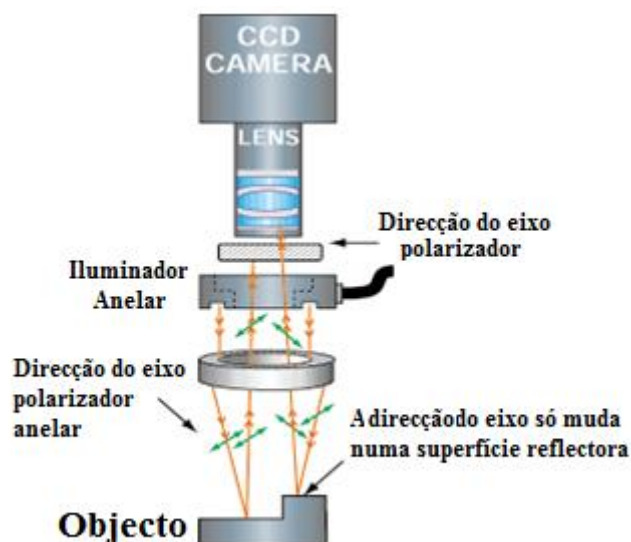 CCD
CAMERA
LENS
Direcção do eixo
polarizador
Iluminador
Anelar
Direcção do eixo
polarizador
anelar
A direcçãodo eixo só muda
numa superfície reflectora
Objecto